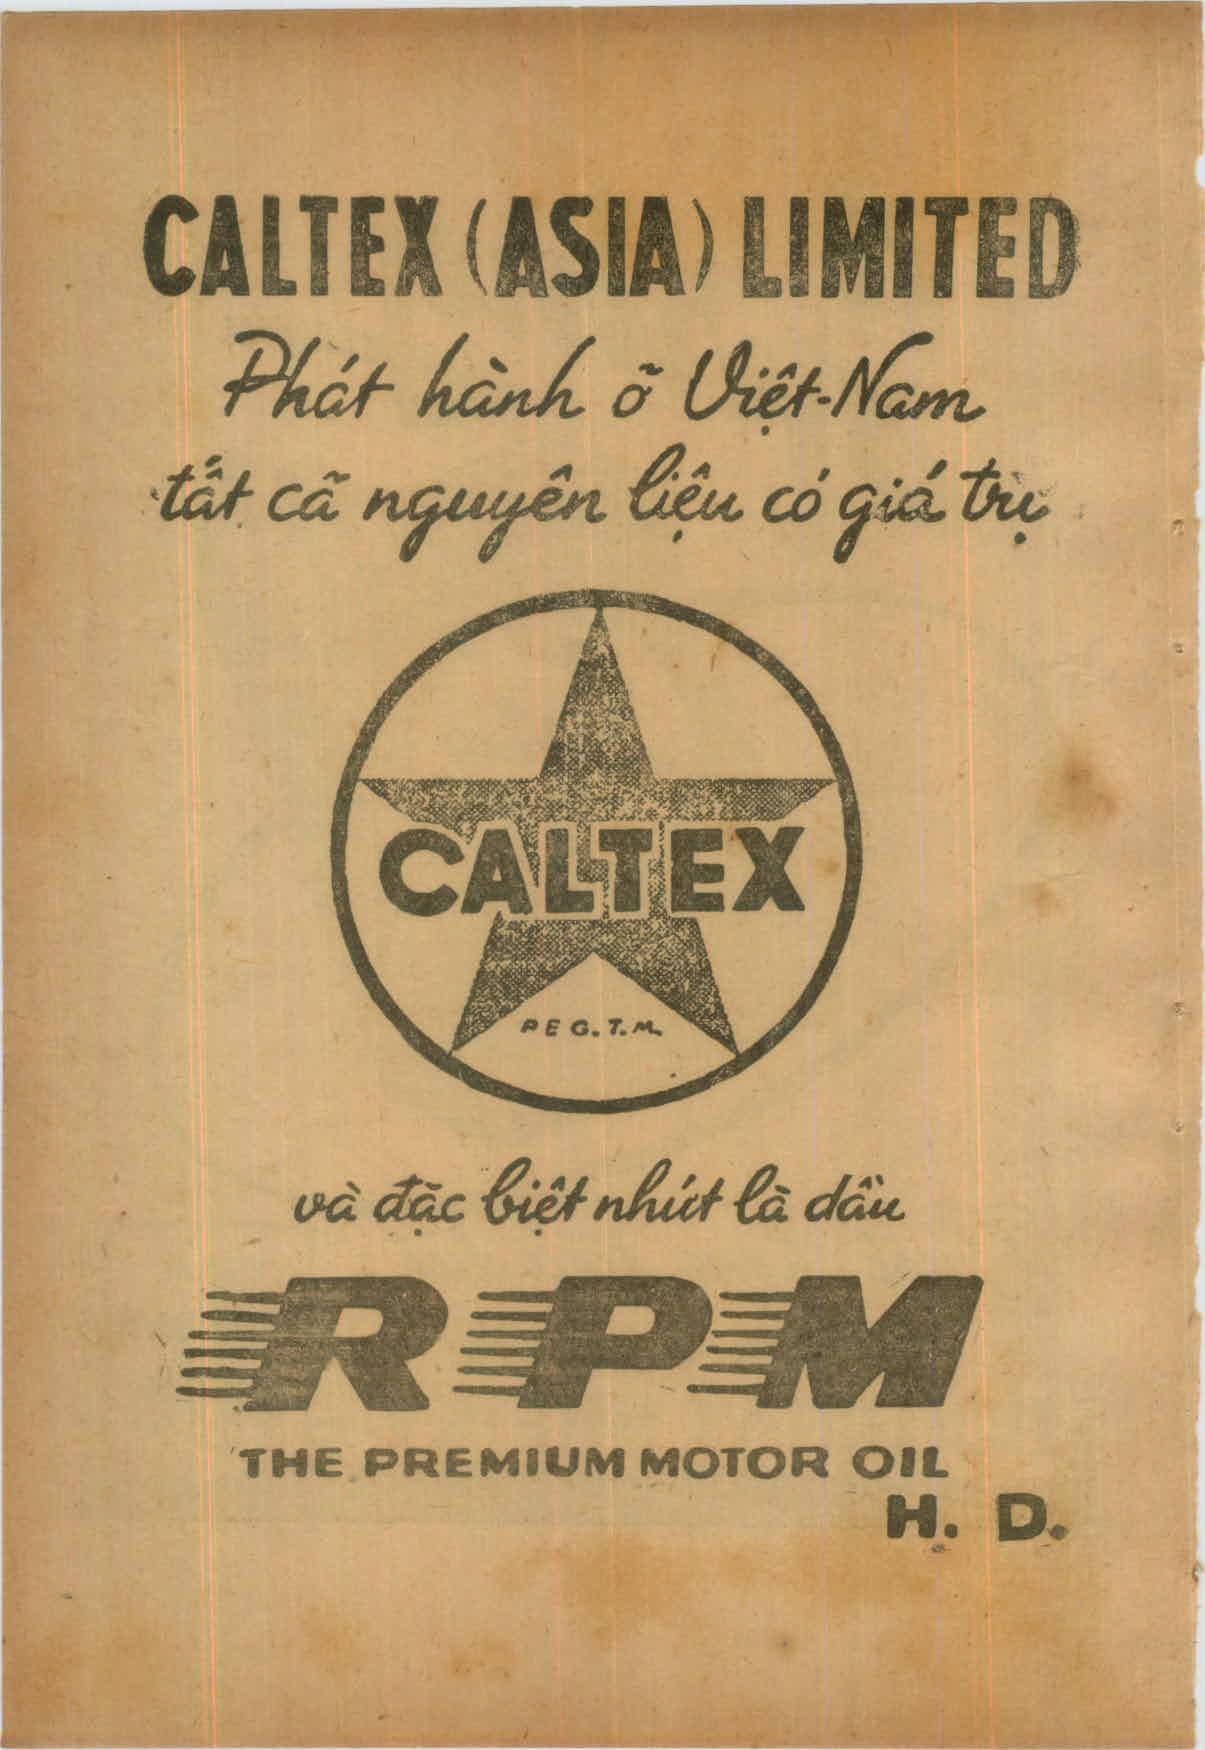 CALTEX (ASIA) LIMITED
Phát hành õ Việt-Nam
tất cã nguyên liệu có giá trị
CALTEX
PEG.T.M.
và đặc biệt nhứt là dầu
RPM
THE PREMIUM MOTOR OIL
H. D.